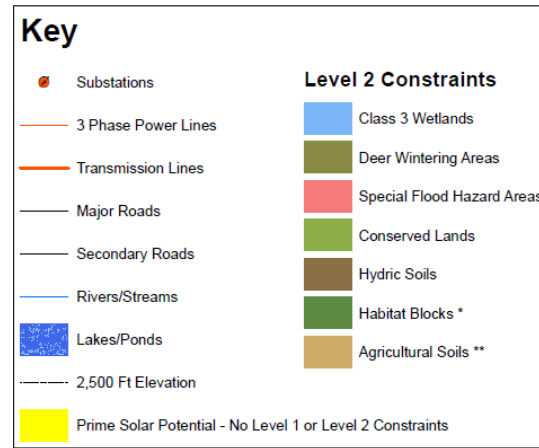 Key
Substations
3 Phase Power Lines
Transmission Lines
Major Roads
Secondary Roads
Rivers/Streams
Lakes/Ponds
2,500 Ft Elevation
Prime Solar Potential - No Level 1 or Level 2 Constraints
Level 2 Constraints
Class 3 Wetlands
Deer Wintering Areas
Special Flood Hazard Areas
Conserved Lands
Hydric Soils
Habitat Blocks *
Agricultural Soils **